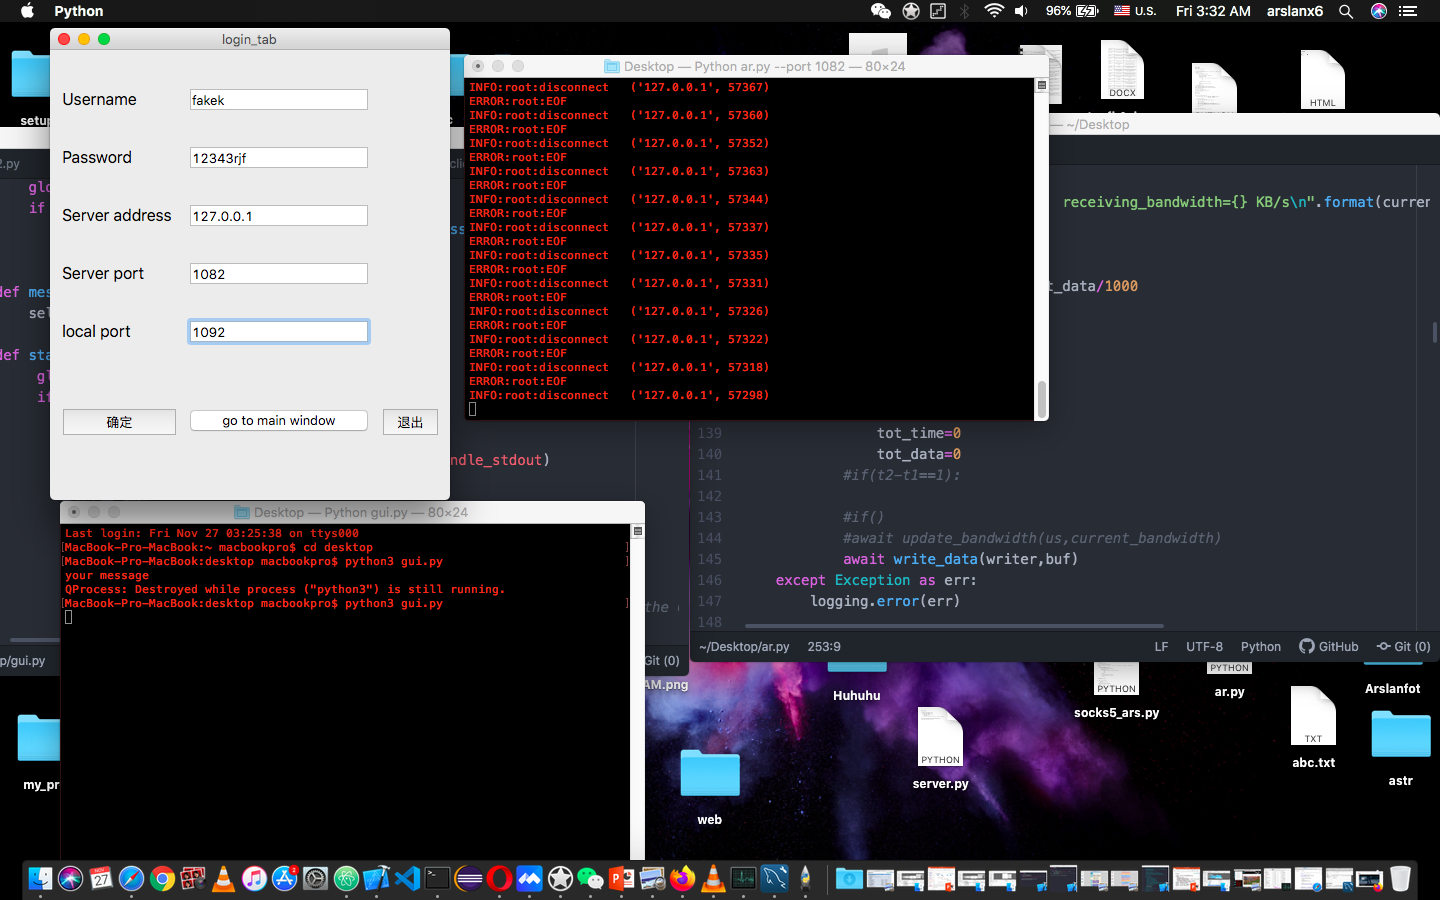 Python
96%
U.S.
Fri 3:32 AM
arslanx6
login_tab
Username
fakek
Password
12343rjf
Server address
127.0.0.1
Server port
1082
local port
1092
确定
go to main window
退出
Desktop — Python ar.py --port 1082 — 80×24
INFO:root:disconnect ('127.0.0.1', 57367)
ERROR:root:EOF
INFO:root:disconnect ('127.0.0.1', 57360)
ERROR:root:EOF
INFO:root:disconnect ('127.0.0.1', 57352)
ERROR:root:EOF
INFO:root:disconnect ('127.0.0.1', 57363)
ERROR:root:EOF
INFO:root:disconnect ('127.0.0.1', 57344)
ERROR:root:EOF
INFO:root:disconnect ('127.0.0.1', 57337)
ERROR:root:EOF
INFO:root:disconnect ('127.0.0.1', 57335)
ERROR:root:EOF
INFO:root:disconnect ('127.0.0.1', 57331)
ERROR:root:EOF
INFO:root:disconnect ('127.0.0.1', 57326)
ERROR:root:EOF
INFO:root:disconnect ('127.0.0.1', 57322)
ERROR:root:EOF
INFO:root:disconnect ('127.0.0.1', 57318)
ERROR:root:EOF
INFO:root:disconnect ('127.0.0.1', 57298)
DOCX
HTML
setup
— ~/Desktop
2.py
glo
if
def mes
sel
def sta
gl
i
ss
ndle_stdout)
the
receiving_bandwidth={} KB/s\n".format(curren
t_data/1000
139 tot_time=0
140 tot_data=0
141 #if(t2-t1==1):
142
143 #if()
144 #await update_bandwidth(us,current_bandwidth)
145 await write_data(writer,buf)
146 except Exception as err:
147 logging.error(err)
148
~/Desktop/ar.py 253:9
LF UTF-8 Python GitHub Git (0)
p/gui.py
Git (0)
Desktop — Python gui.py — 80×24
Last login: Fri Nov 27 03:25:38 on ttys000
[MacBook-Pro-MacBook:~ macbookpro$ cd desktop ]
[MacBook-Pro-MacBook:desktop macbookpro$ python3 gui.py ]
your message
QProcess: Destroyed while process ("python3") is still running.
[MacBook-Pro-MacBook:desktop macbookpro$ python3 gui.py ]
AM.png
Huhuhu
PYTHON
socks5_ars.py
PYTHON
ar.py
Arslanfot
my_pr
PYTHON
server.py
TXT
abc.txt
astr
web
NOV
27